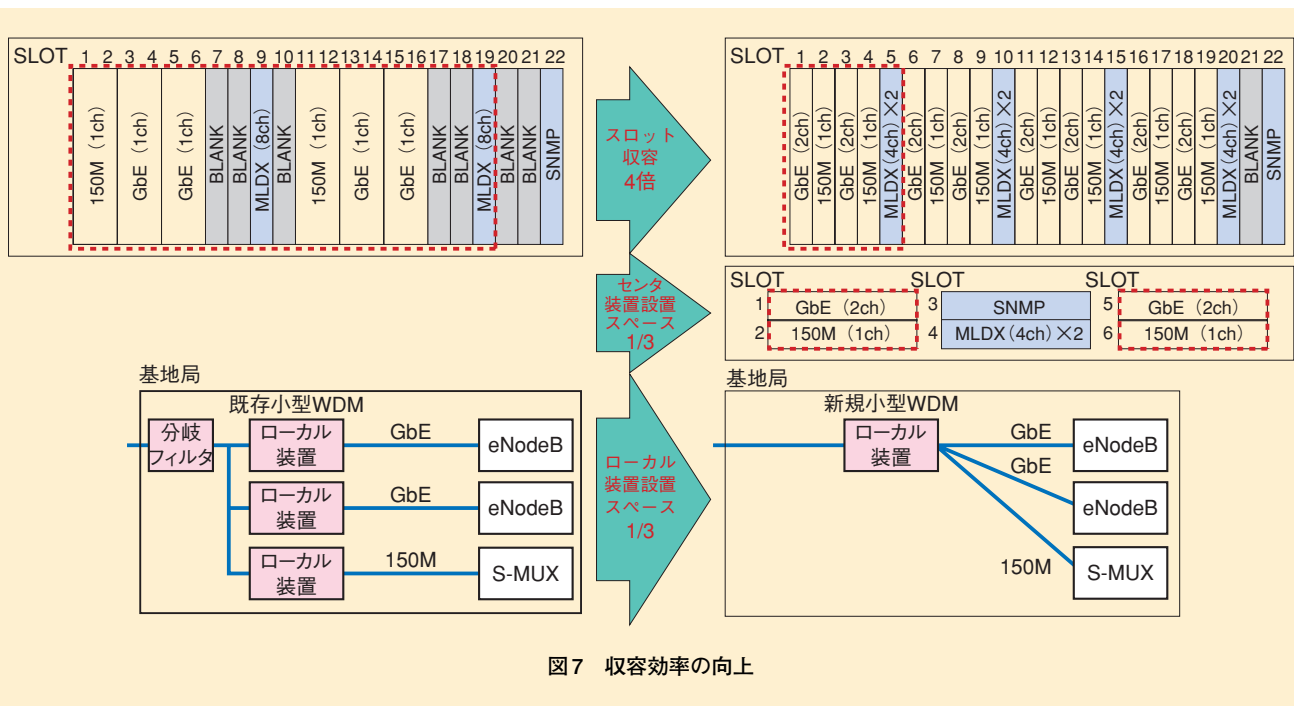 SLOT 1 2 3 4 5 6 7 8 9 10 11 12 13 14 15 16 17 18 19 20 21 22
150M (1ch)
GbE (1ch)
GbE (1ch)
BLANK
BLANK
MLDX (8ch)
BLANK
150M (1ch)
GbE (1ch)
GbE (1ch)
BLANK
BLANK
MLDX (8ch)
BLANK
BLANK
SNMP
スロット
収容
4倍
SLOT 1 2 3 4 5 6 7 8 9 10 11 12 13 14 15 16 17 18 19 20 21 22
GbE (2ch)
150M (1ch)
GbE (2ch)
150M (1ch)
MLDX (4ch) ×2
GbE (2ch)
150M (1ch)
GbE (2ch)
150M (1ch)
MLDX (4ch) ×2
GbE (2ch)
150M (1ch)
GbE (2ch)
150M (1ch)
MLDX (4ch) ×2
GbE (2ch)
150M (1ch)
GbE (2ch)
150M (1ch)
MLDX (4ch) ×2
BLANK
SNMP
センタ
装置設置
スペース
1/3
SLOT SLOT SLOT
1 GbE (2ch) 3 SNMP 5 GbE (2ch)
2 150M (1ch) 4 MLDX (4ch) ×2 6 150M (1ch)
基地局
既存小型WDM
分岐
フィルタ
ローカル
装置
GbE
eNodeB
ローカル
装置
GbE
eNodeB
ローカル
装置
150M
S-MUX
ローカル
装置設置
スペース
1/3
基地局
新規小型WDM
ローカル
装置
GbE
eNodeB
GbE
eNodeB
150M
S-MUX
図7 収容効率の向上